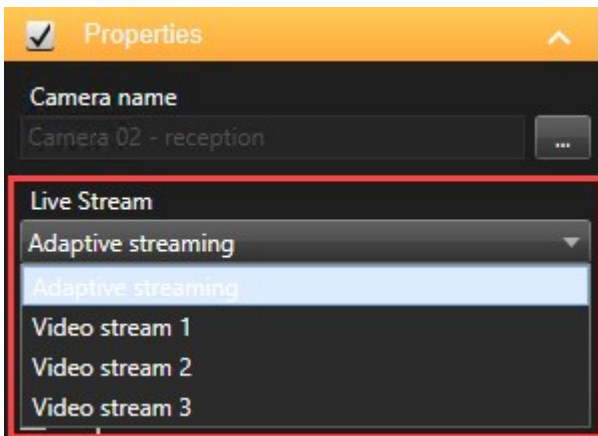 Properties
Camera name
Camera 02 - reception
...
Live Stream
Adaptive streaming
Adaptive streaming
Video stream 1
Video stream 2
Video stream 3